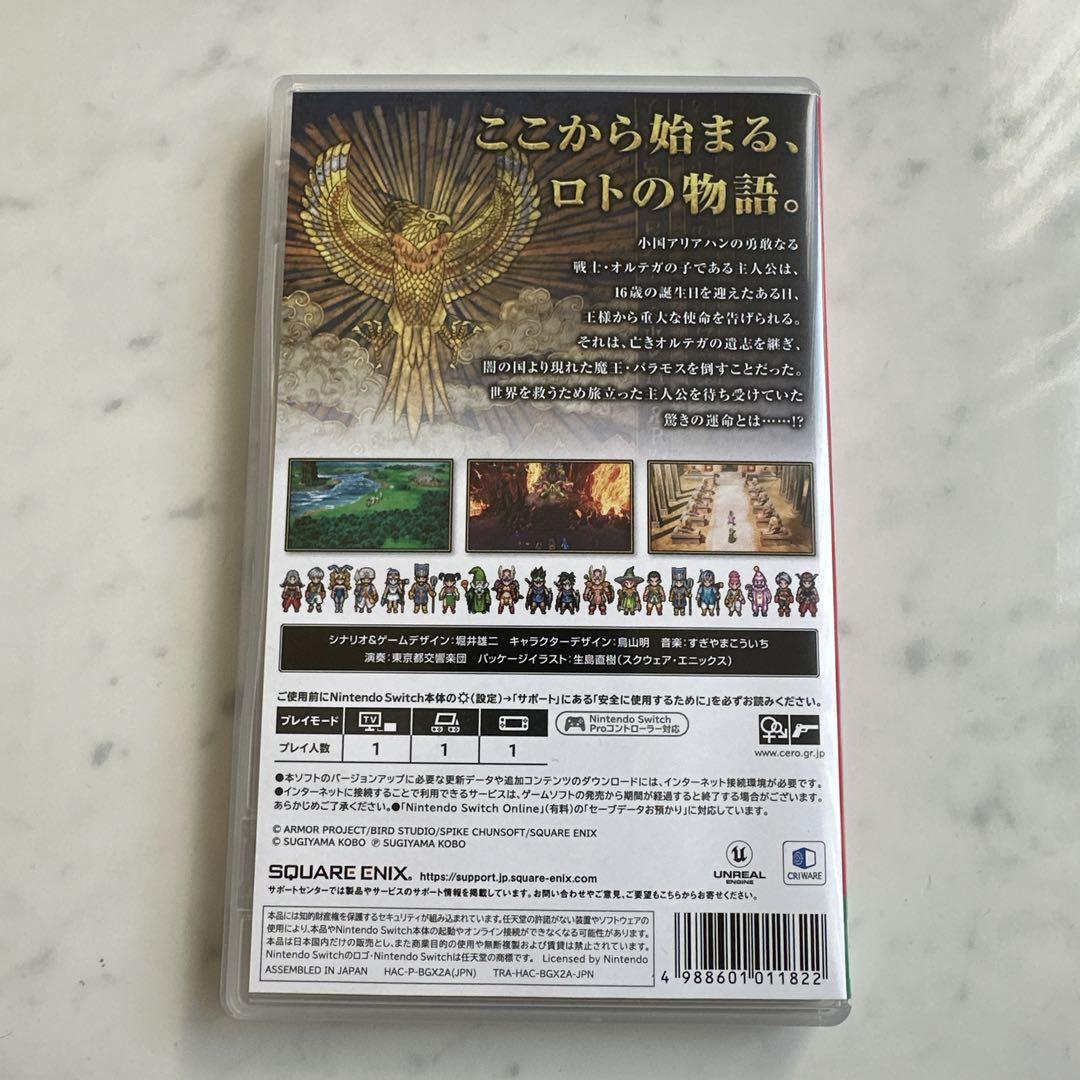 ここから始まる、
ロトの物語。
小国アリアハンの勇敢なる
戦士・オルテガの子である主人公は、
16歳の誕生日を迎えたある日、
王様から重大な使命を告げられる。
それは、亡きオルテガの遺志を継ぎ、
闇の国より現れた魔王・バラモスを倒すことだった。
世界を救うため旅立った主人公を待ち受けていた
驚きの運命とは……!?
シナリオ&ゲームデザイン:堀井雄二 キャラクターデザイン:鳥山明 音楽:すぎやまこういち
演奏:東京都交響楽団 パッケージイラスト:生島直樹(スクウェア・エニックス)
ご使用前にNintendo Switch本体の(設定)→「サポート」にある「安全に使用するために」を必ずお読みください。
プレイモード TV
Nintendo Switch
Proコントローラー対応
プレイ人数 1 1 1
www.cero.gr.jp
●本ソフトのバージョンアップに必要な更新データや追加コンテンツのダウンロードには、インターネット接続環境が必要です。
●インターネットに接続することで利用できるサービスは、ゲームソフトの発売から期間が経過すると終了する場合がございます。
あらかじめご了承ください。●「Nintendo Switch Online」(有料)の「セーブデータお預かり」に対応しています。
© ARMOR PROJECT/BIRD STUDIO/SPIKE CHUNSOFT/SQUARE ENIX
© SUGIYAMA KOBO ℗ SUGIYAMA KOBO
SQUARE ENIX. https://support.jp.square-enix.com
UNREAL
ENGINE
CRIWARE
サポートセンターでは製品やサービスのサポート情報を掲載しています。お問い合わせやご意見、ご要望もこちらからお寄せください。
本品には知的財産権を保護するセキュリティが組み込まれています。任天堂の許諾がない装置やソフトウェアの
使用により、本品やNintendo Switch本体の起動やオンライン接続ができなくなる可能性があります。
本品は日本国内だけの販売とし、また商業目的の使用や無断複製および賃貸は禁止されています。
Nintendo Switchのロゴ・Nintendo Switchは任天堂の商標です。 Licensed by Nintendo
ASSEMBLED IN JAPAN HAC-P-BGX2A(JPN) TRA-HAC-BGX2A-JPN
4 988601 011822